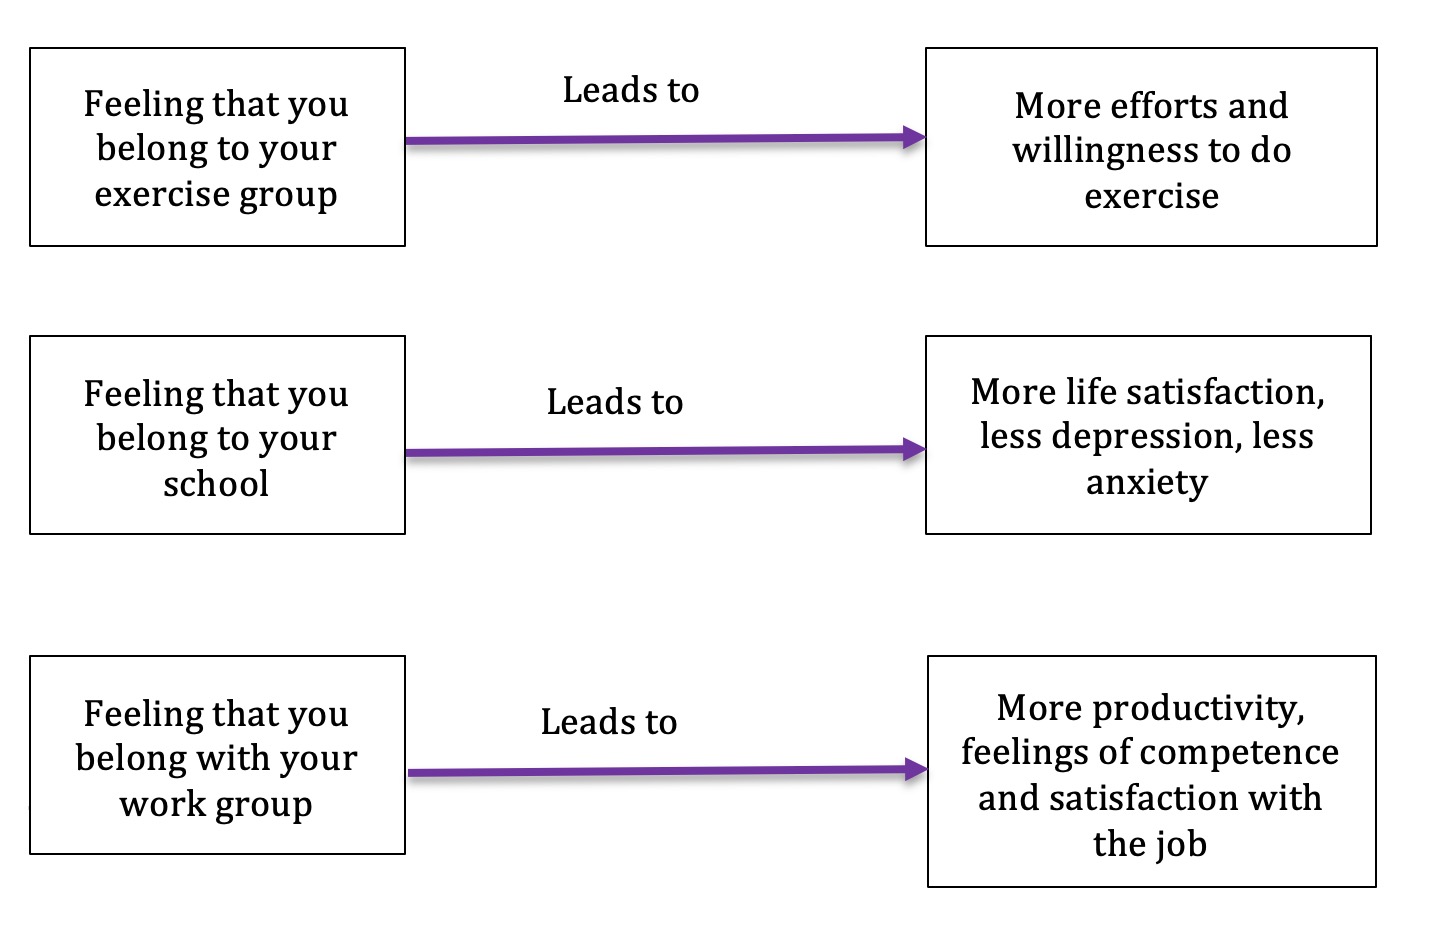 Feeling that you
belong to your
exercise group
Leads to
More efforts and
willingness to do
exercise
Feeling that you
belong to your
school
Leads to
More life satisfaction,
less depression, less
anxiety
Feeling that you
belong with your
work group
Leads to
More productivity,
feelings of competence
and satisfaction with
the job